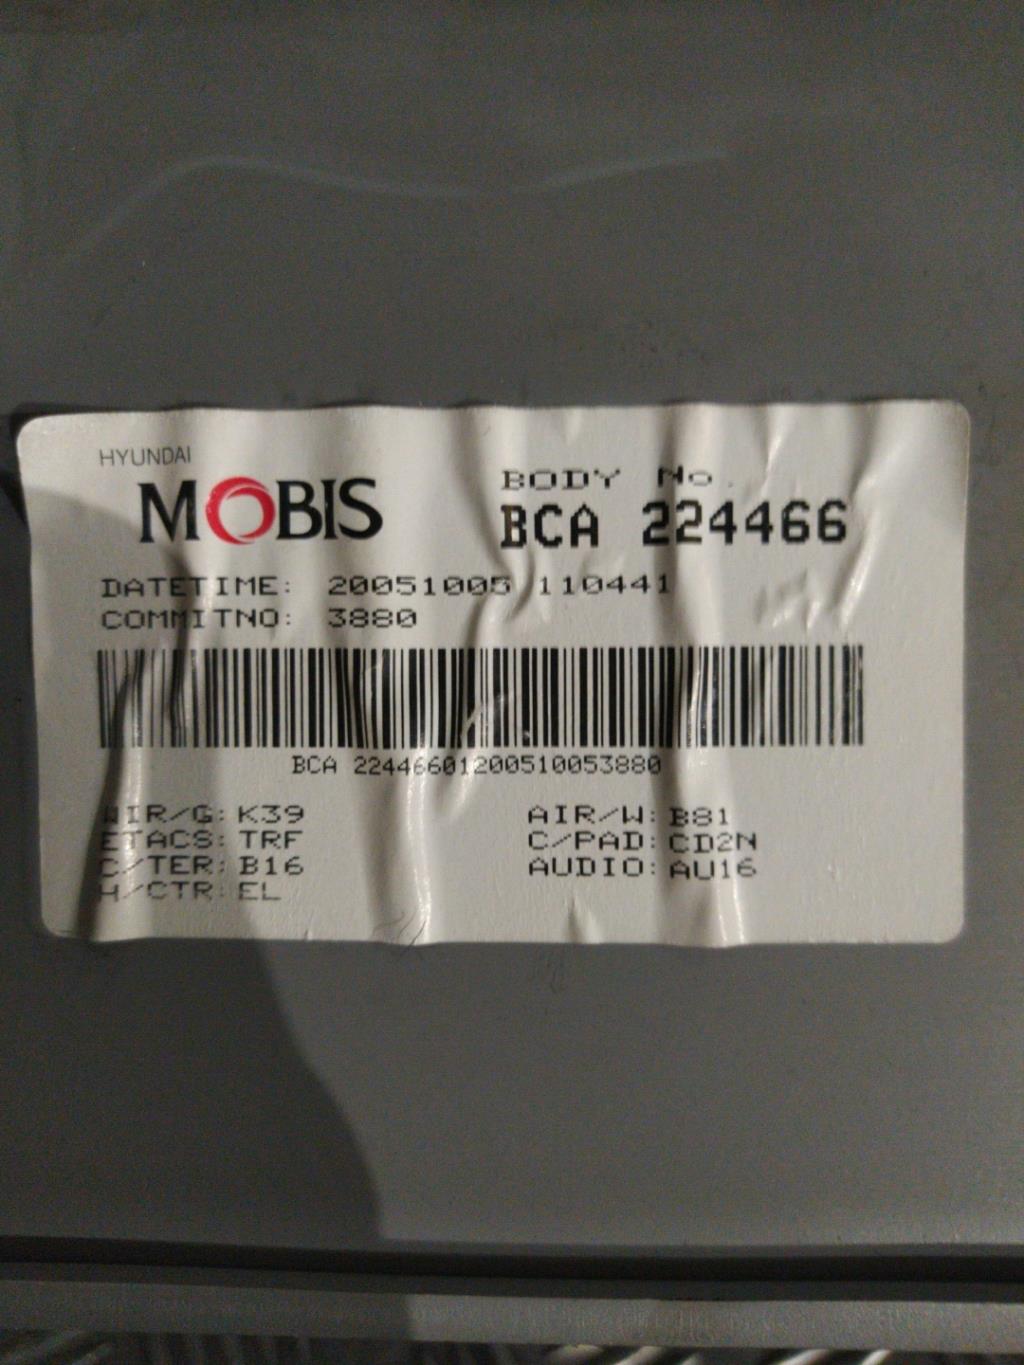 HYUNDAI
MOBIS
BODY No.
BCA 224466
DATETIME: 20051005 110441
COMMITNO: 3880
BCA 22446601200510053880
WIR/G: K39 AIR/W: B81
ETACS: TRF C/PAD: CD2N
C/TER: B16 AUDIO: AU16
H/CTR: EL